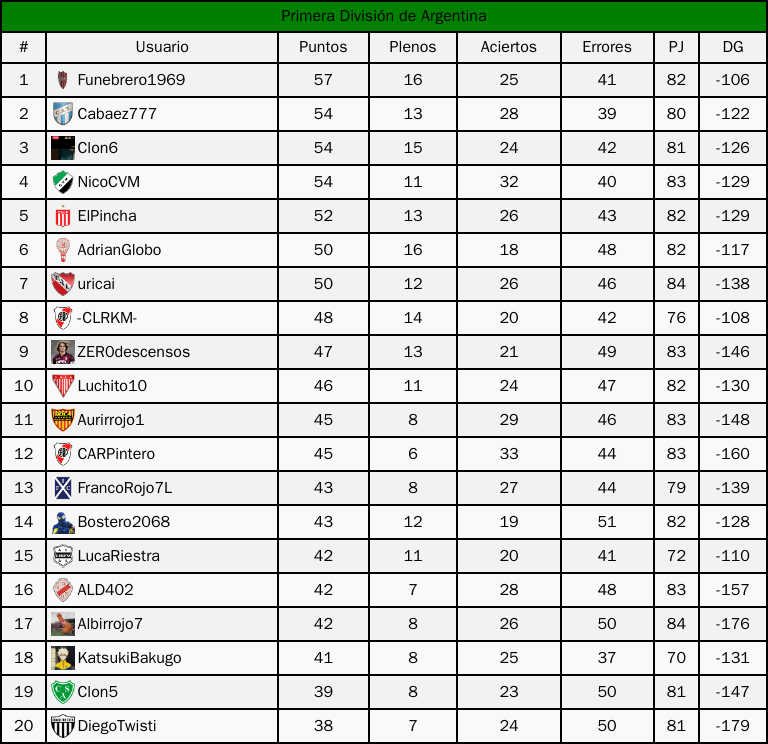 Primera División de Argentina
# Usuario Puntos Plenos Aciertos Errores PJ DG
1 Funebrero1969 57 16 25 41 82 -106
2 Cabaez777 54 13 28 39 80 -122
3 Clon6 54 15 24 42 81 -126
4 NicoCVM 54 11 32 40 83 -129
5 ElPincha 52 13 26 43 82 -129
6 AdrianGlobo 50 16 18 48 82 -117
7 uricai 50 12 26 46 84 -138
8 -CLRKM- 48 14 20 42 76 -108
9 ZER0descensos 47 13 21 49 83 -146
10 Luchito10 46 11 24 47 82 -130
11 Aurirrojo1 45 8 29 46 83 -148
12 CARPintero 45 6 33 44 83 -160
13 FrancoRojo7L 43 8 27 44 79 -139
14 Bostero2068 43 12 19 51 82 -128
15 LucaRiestra 42 11 20 41 72 -110
16 ALD402 42 7 28 48 83 -157
17 Albirrojo7 42 8 26 50 84 -176
18 KatsukiBakugo 41 8 25 37 70 -131
19 Clon5 39 8 23 50 81 -147
20 DiegoTwisti 38 7 24 50 81 -179